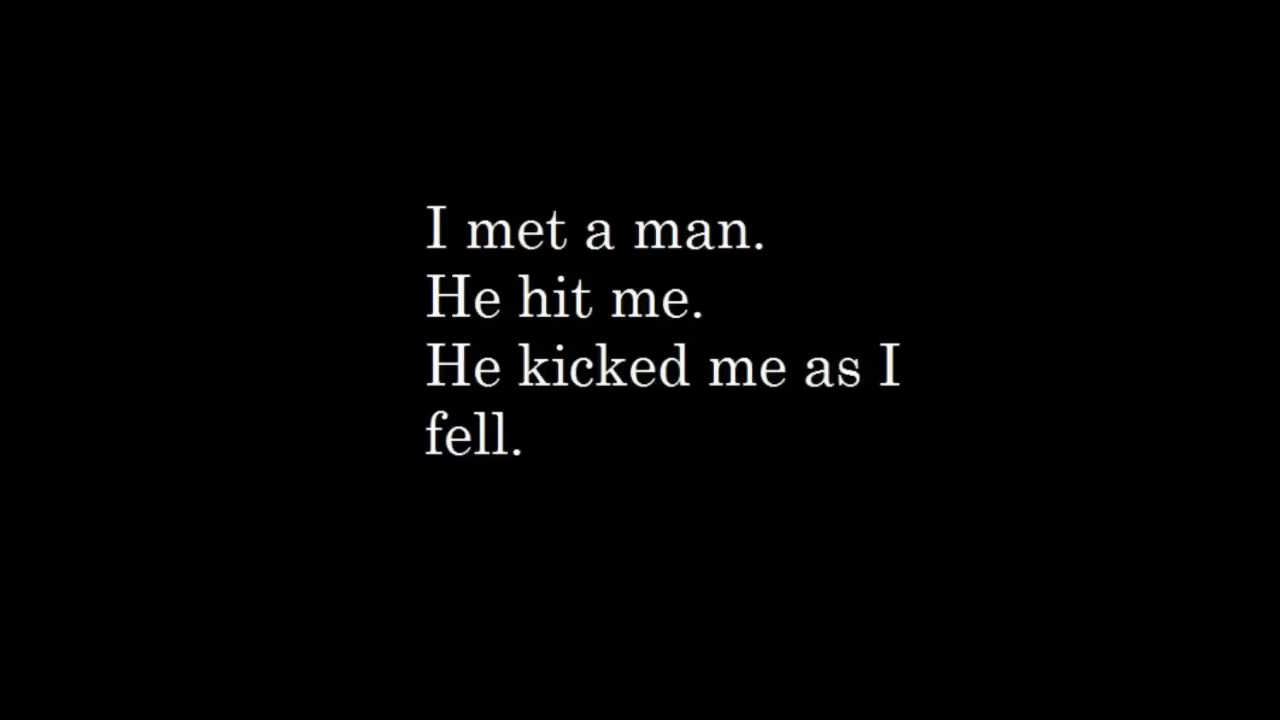 I met a man.
He hit me.
He kicked me as I
fell.